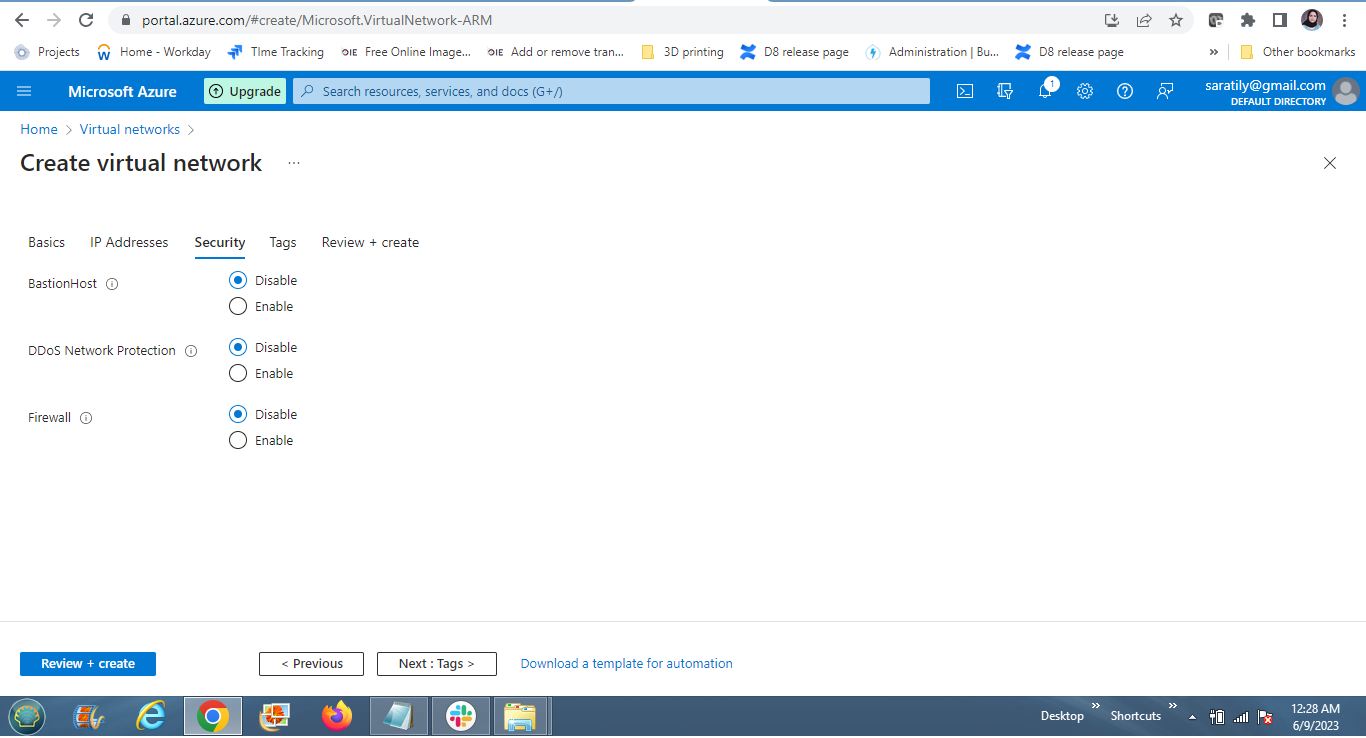 portal.azure.com/#create/Microsoft.VirtualNetwork-ARM
Projects Home - Workday TIme Tracking OIE Free Online Image... OIE Add or remove tran... 3D printing D8 release page Administration | Bu... D8 release page » Other bookmarks
Microsoft Azure Upgrade Search resources, services, and docs (G+/) 1 saratily@gmail.com
DEFAULT DIRECTORY
Home > Virtual networks >
Create virtual network ...
Basics IP Addresses Security Tags Review + create
BastionHost Disable
Enable
DDoS Network Protection Disable
Enable
Firewall Disable
Enable
Review + create < Previous Next : Tags > Download a template for automation
Desktop » Shortcuts » 12:28 AM
6/9/2023